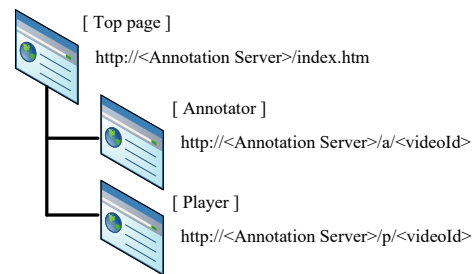 [ Top page ]
http://<Annotation Server>/index.htm
[ Annotator ]
http://<Annotation Server>/a/<videoId>
[ Player ]
http://<Annotation Server>/p/<videoId>